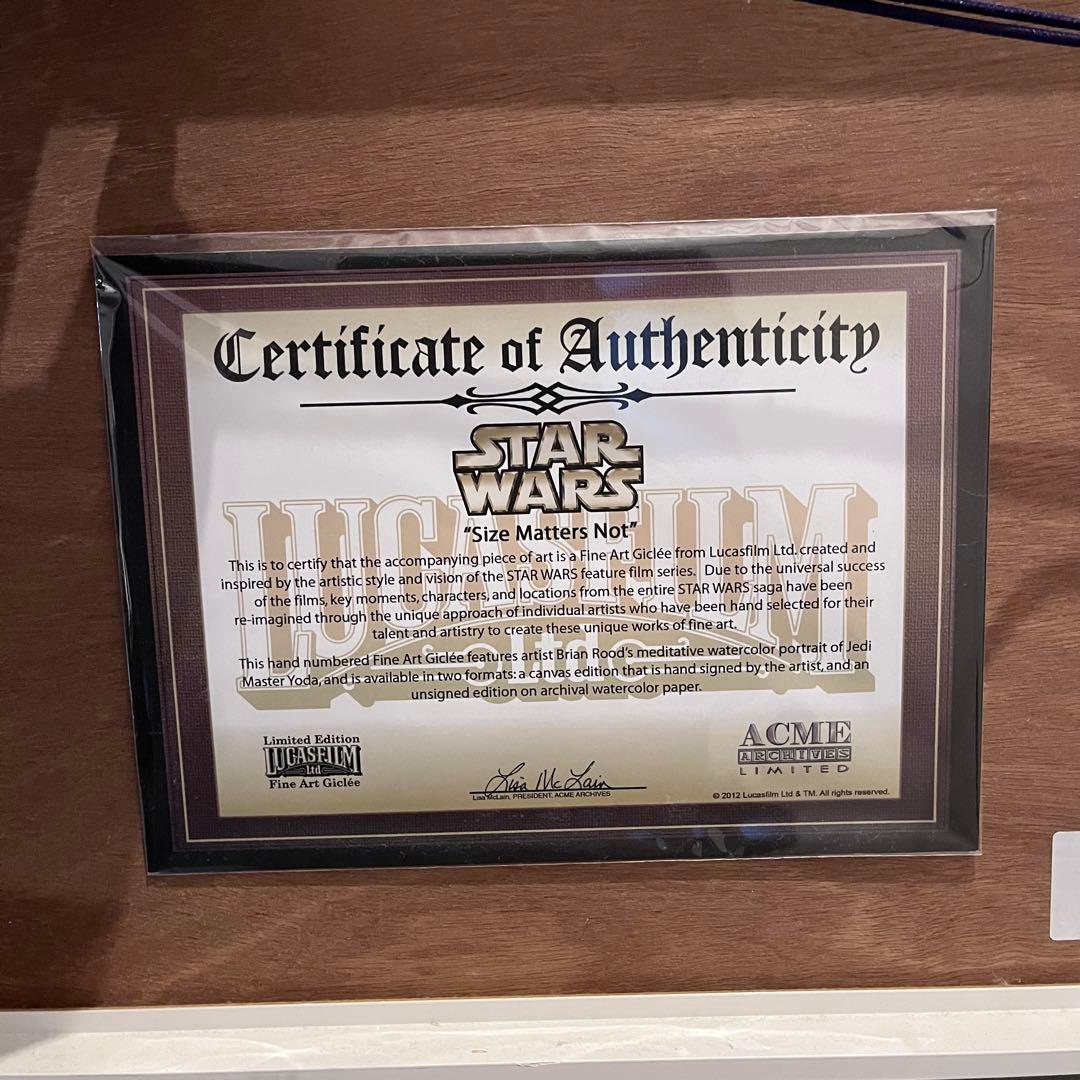 Certificate of Authenticity
STAR
WARS
"Size Matters Not"
LUCASFILM
Ltd
This is to certify that the accompanying piece of art is a Fine Art Giclée from Lucasfilm Ltd. created and
inspired by the artistic style and vision of the STAR WARS feature film series. Due to the universal success
of the films, key moments, characters, and locations from the entire STAR WARS saga have been
re-imagined through the unique approach of individual artists who have been hand selected for their
talent and artistry to create these unique works of fine art.
This hand numbered Fine Art Giclée features artist Brian Rood's meditative watercolor portrait of Jedi
Master Yoda, and is available in two formats: a canvas edition that is hand signed by the artist, and an
unsigned edition on archival watercolor paper.
Limited Edition
LUCASFILM
Ltd
Fine Art Giclée
Lisa McLain
Lisa McLain, PRESIDENT, ACME ARCHIVES
ACME
ARCHIVES
LIMITED
© 2012 Lucasfilm Ltd & TM. All rights reserved.